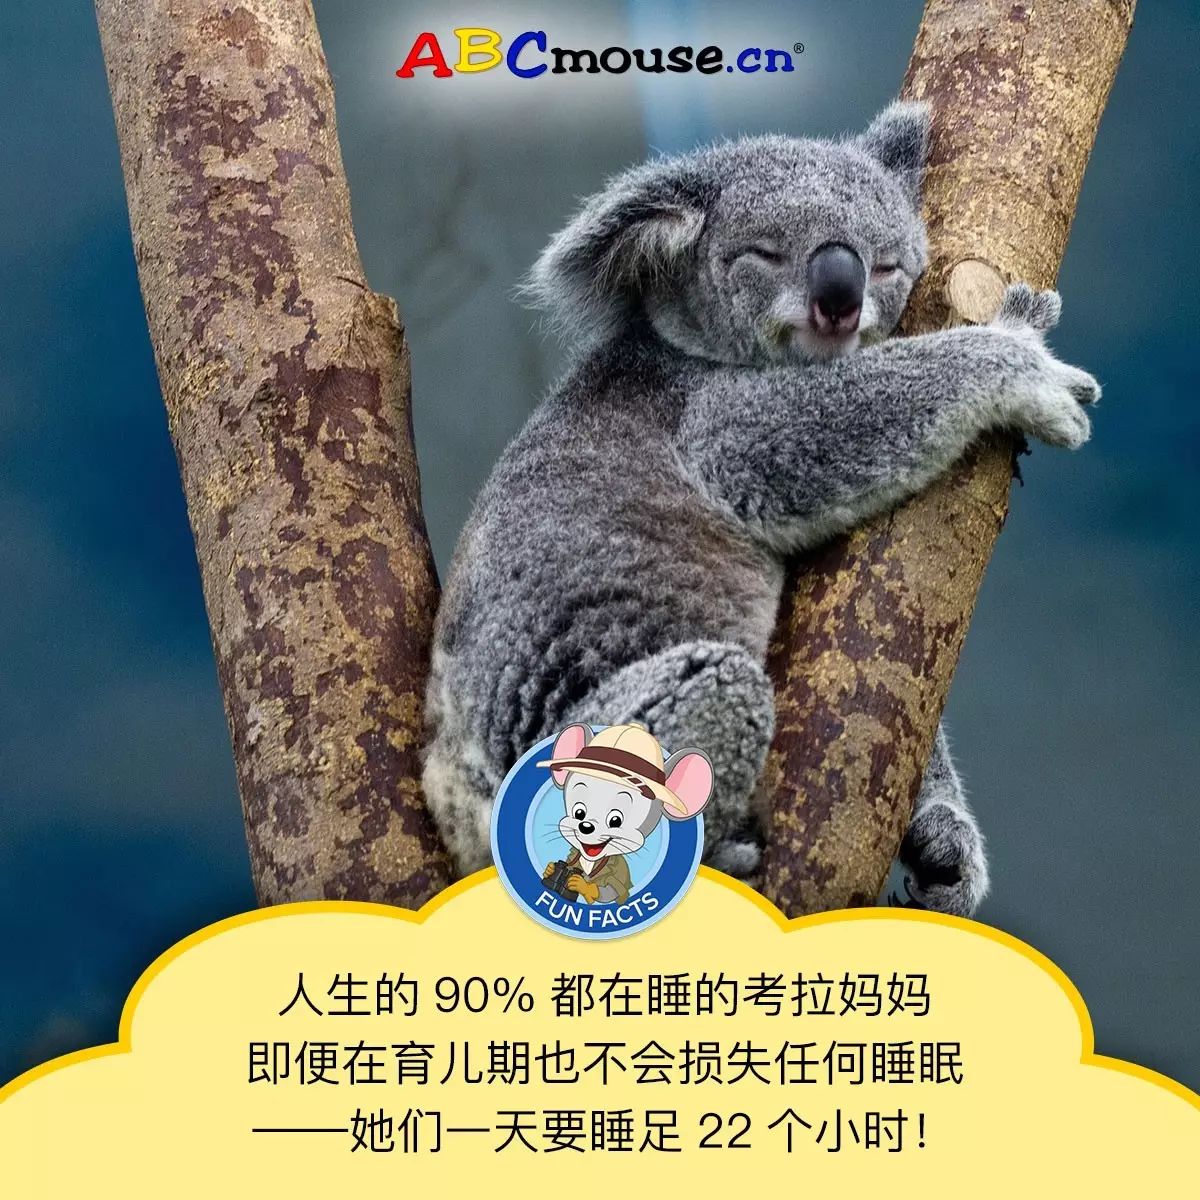 ABCmouse.cn®
FUN FACTS
人生的 90% 都在睡的考拉妈妈
即便在育儿期也不会损失任何睡眠
——她们一天要睡足 22 个小时！